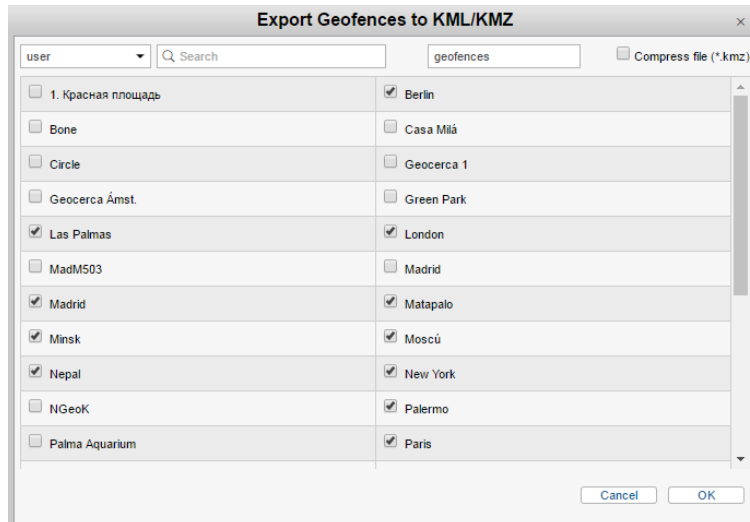 Export Geofences to KML/KMZ
×
user
Search
geofences
Compress file (*.kmz)
1. Красная площадь
Berlin
Bone
Casa Milá
Circle
Geocerca 1
Geocerca Ámst.
Green Park
Las Palmas
London
MadM503
Madrid
Madrid
Matapalo
Minsk
Moscú
Nepal
New York
NGeoK
Palermo
Palma Aquarium
Paris
Cancel
OK